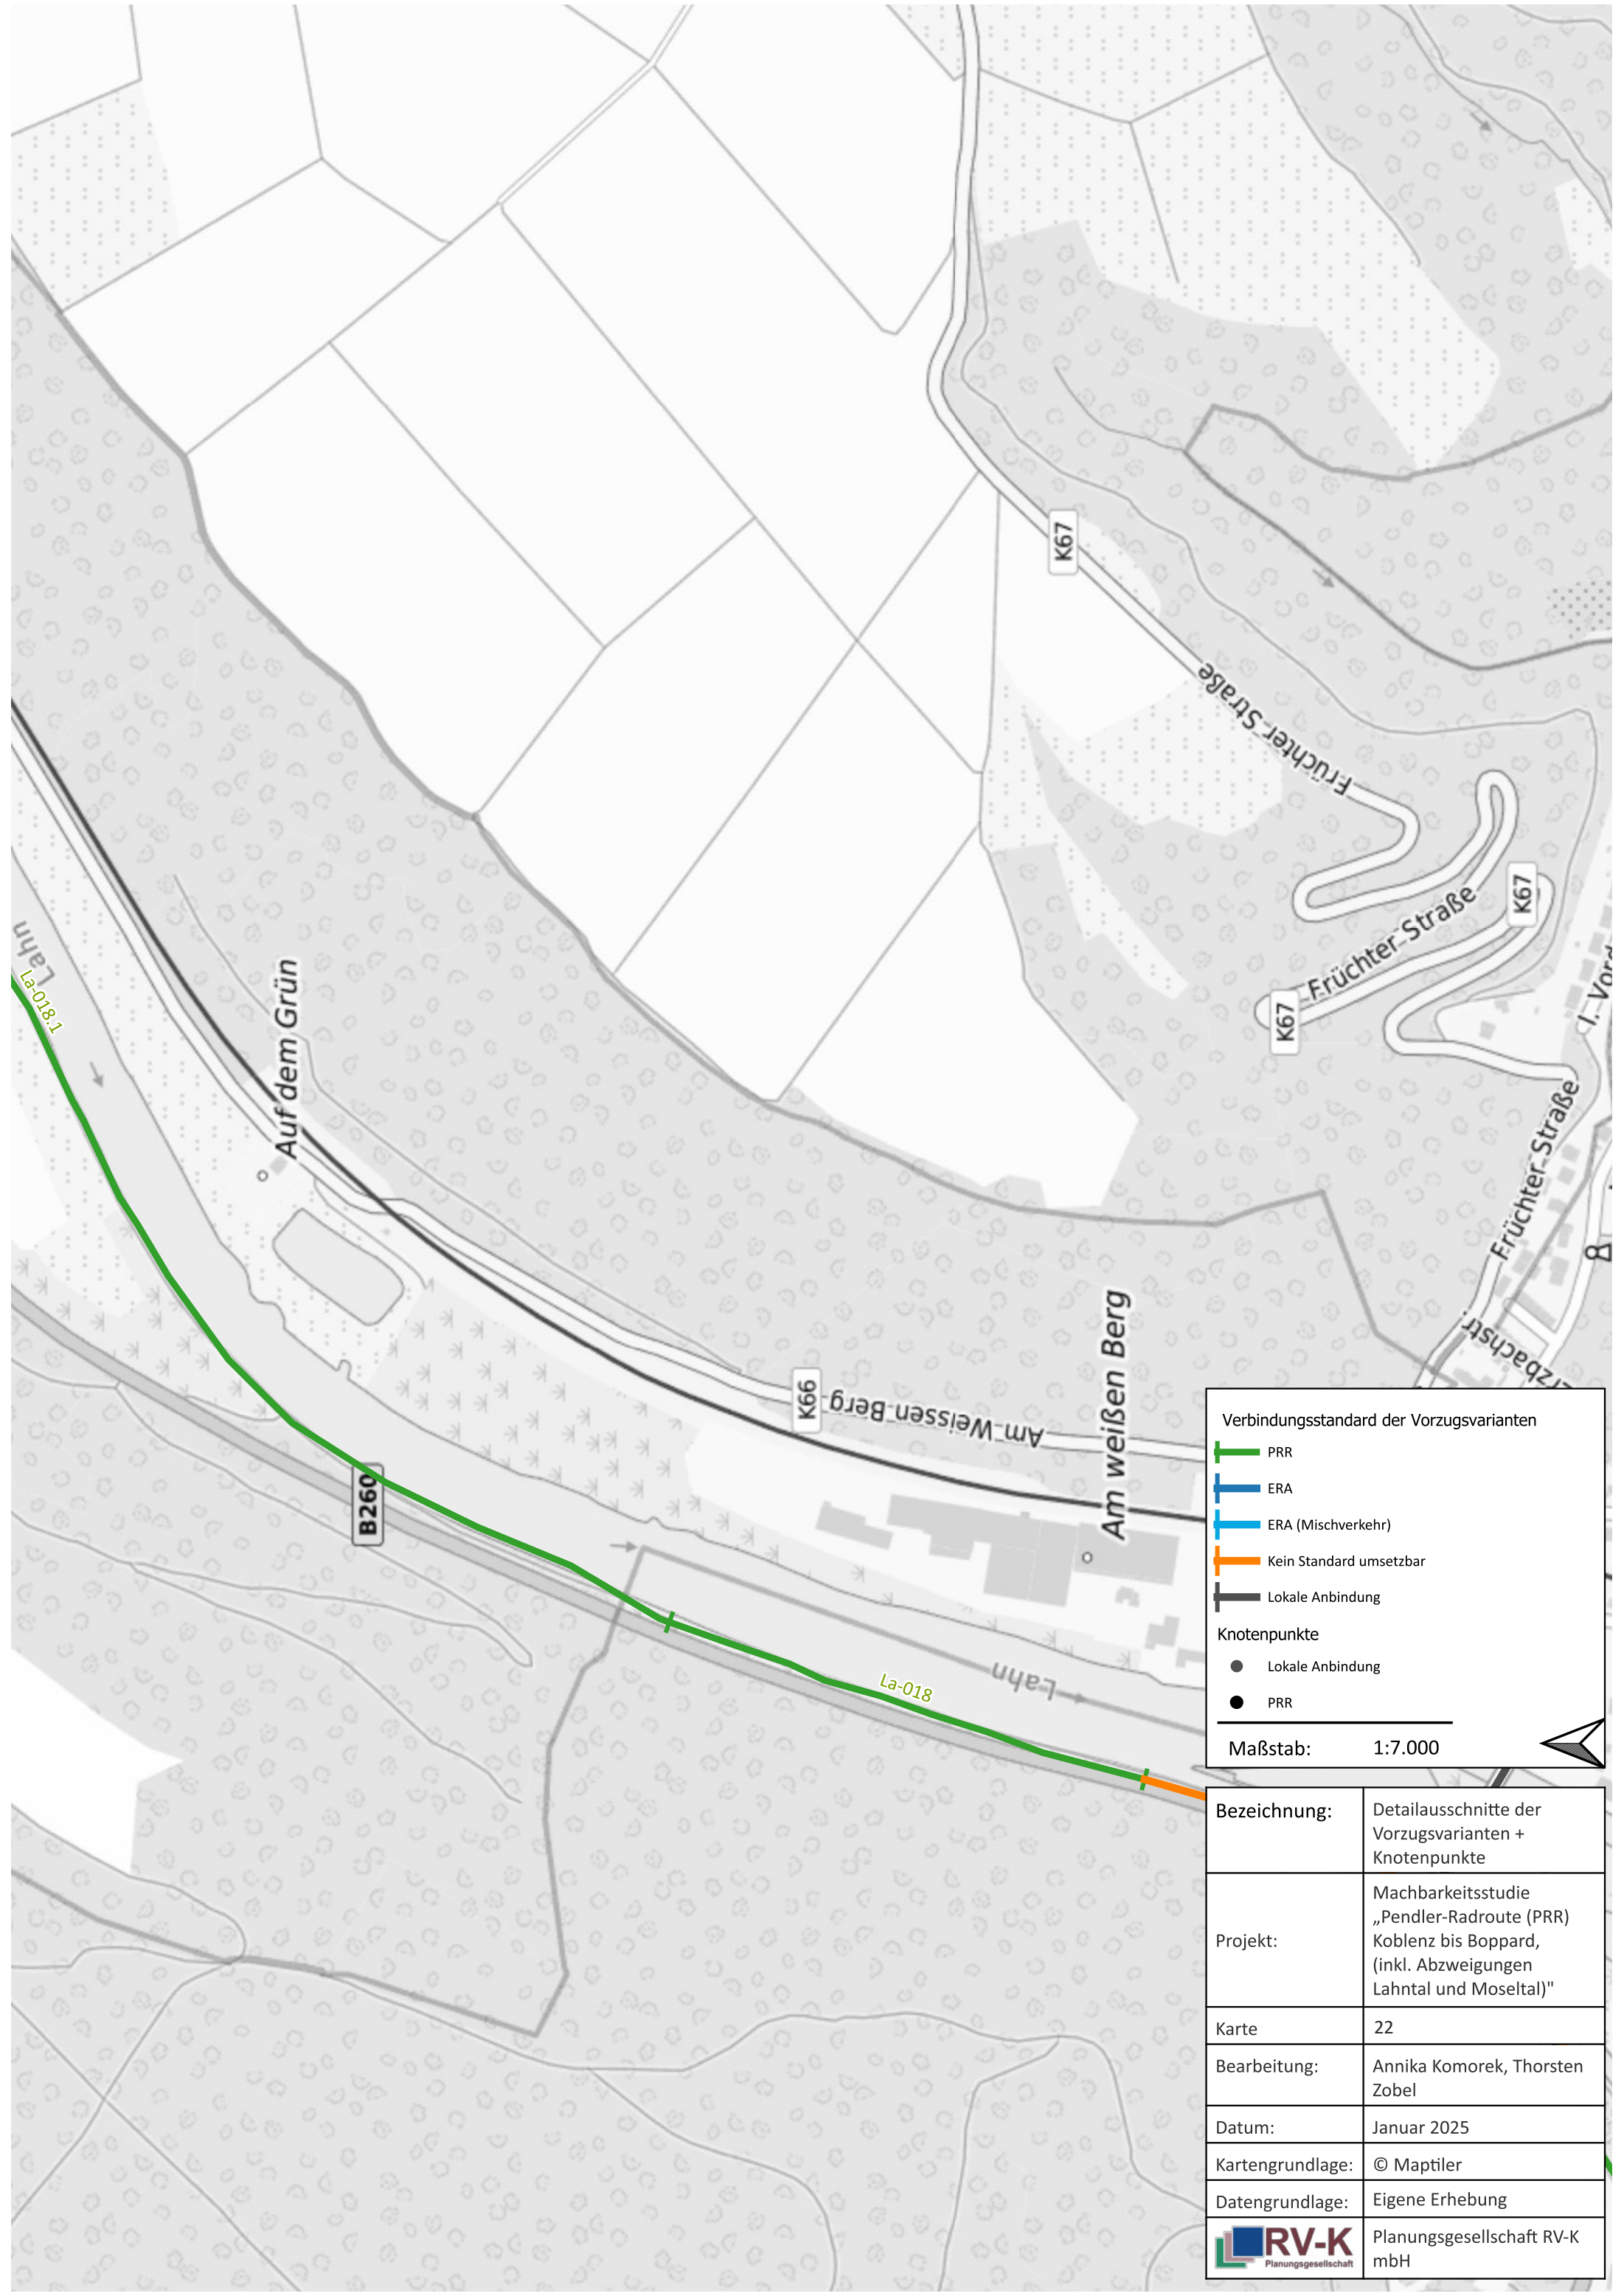 K67
Früchter Straße
K67
Früchter Straße
K67
I. Vord
Lahn
La-018.1
Auf dem Grün
Früchter Straße
Am weißen Berg
K66
Am Weissen Berg
B260
La-018
Lahn
Verbindungsstandard der Vorzugsvarianten
PRR
ERA
ERA (Mischverkehr)
Kein Standard umsetzbar
Lokale Anbindung
Knotenpunkte
Lokale Anbindung
PRR
Maßstab: 1:7.000
Bezeichnung: Detailausschnitte der
Vorzugsvarianten +
Knotenpunkte
Projekt: Machbarkeitsstudie
„Pendler-Radroute (PRR)
Koblenz bis Boppard,
(inkl. Abzweigungen
Lahntal und Moseltal)"
Karte 22
Bearbeitung: Annika Komorek, Thorsten
Zobel
Datum: Januar 2025
Kartengrundlage: © Maptiler
Datengrundlage: Eigene Erhebung
RV-K
Planungsgesellschaft
Planungsgesellschaft RV-K
mbH